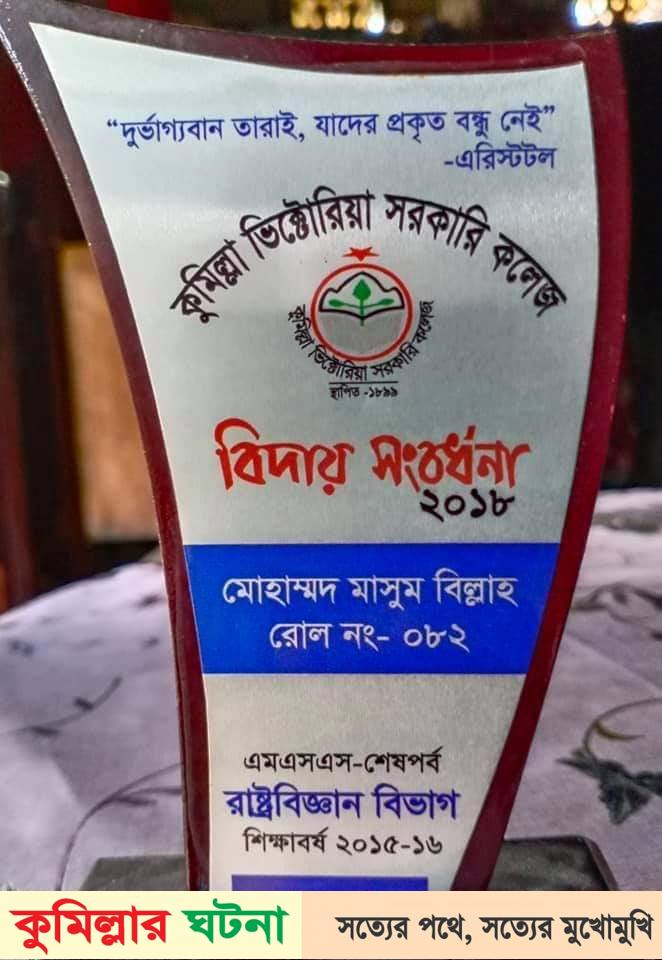 “দুর্ভাগ্যবান তারাই, যাদের প্রকৃত বন্ধু নেই”
-এরিস্টটল
কুমিল্লা ভিক্টোরিয়া সরকারি কলেজ
কুমিল্লা ভিক্টোরিয়া সরকারি কলেজ
স্থাপিত -১৮৯৯
বিদায় সংবর্ধনা
২০১৮
মোহাম্মদ মাসুম বিল্লাহ
রোল নং- ০৮২
এমএসএস-শেষপর্ব
রাষ্ট্রবিজ্ঞান বিভাগ
শিক্ষাবর্ষ ২০১৫-১৬
কুমিল্লার ঘটনা সত্যের পথে, সত্যের মুখোমুখি